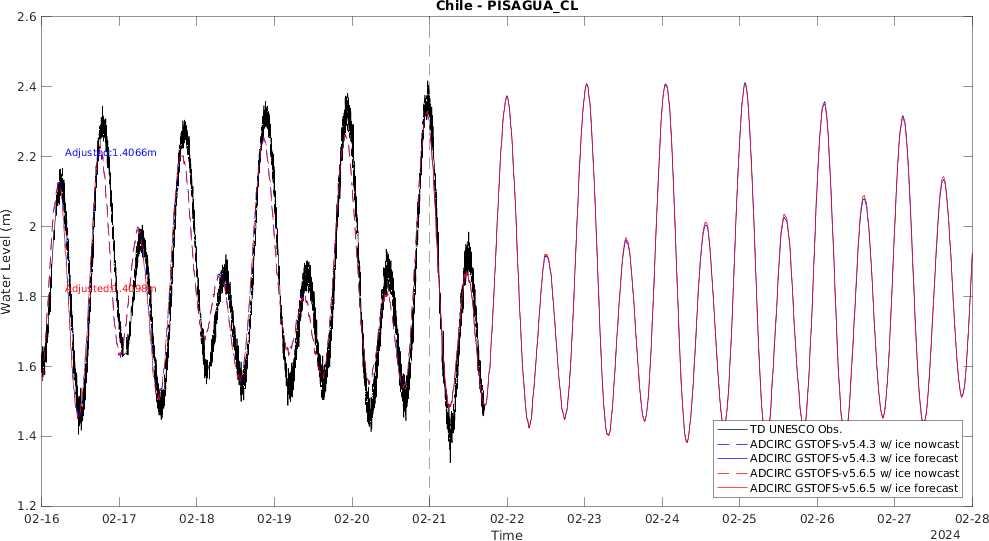 Chile - PISAGUA_CL
2.6
2.4
2.2
2
1.8
1.6
1.4
1.2
Water Level (m)
Adjusted:1.4066m
Adjusted:1.4098m
TD UNESCO Obs.
ADCIRC GSTOFS-v5.4.3 w/ ice nowcast
ADCIRC GSTOFS-v5.4.3 w/ ice forecast
ADCIRC GSTOFS-v5.6.5 w/ ice nowcast
ADCIRC GSTOFS-v5.6.5 w/ ice forecast
02-16 02-17 02-18 02-19 02-20 02-21 02-22 02-23 02-24 02-25 02-26 02-27 02-28
Time
2024